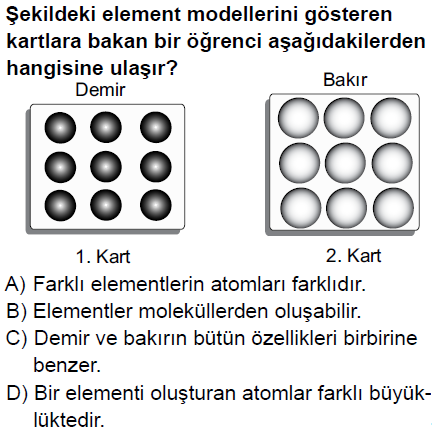 Şekildeki element modellerini gösteren
kartlara bakan bir öğrenci aşağıdakilerden
hangisine ulaşır?
Demir
Bakır
1. Kart
2. Kart
A) Farklı elementlerin atomları farklıdır.
B) Elementler moleküllerden oluşabilir.
C) Demir ve bakırın bütün özellikleri birbirine
benzer.
D) Bir elementi oluşturan atomlar farklı büyük-
lüktedir.